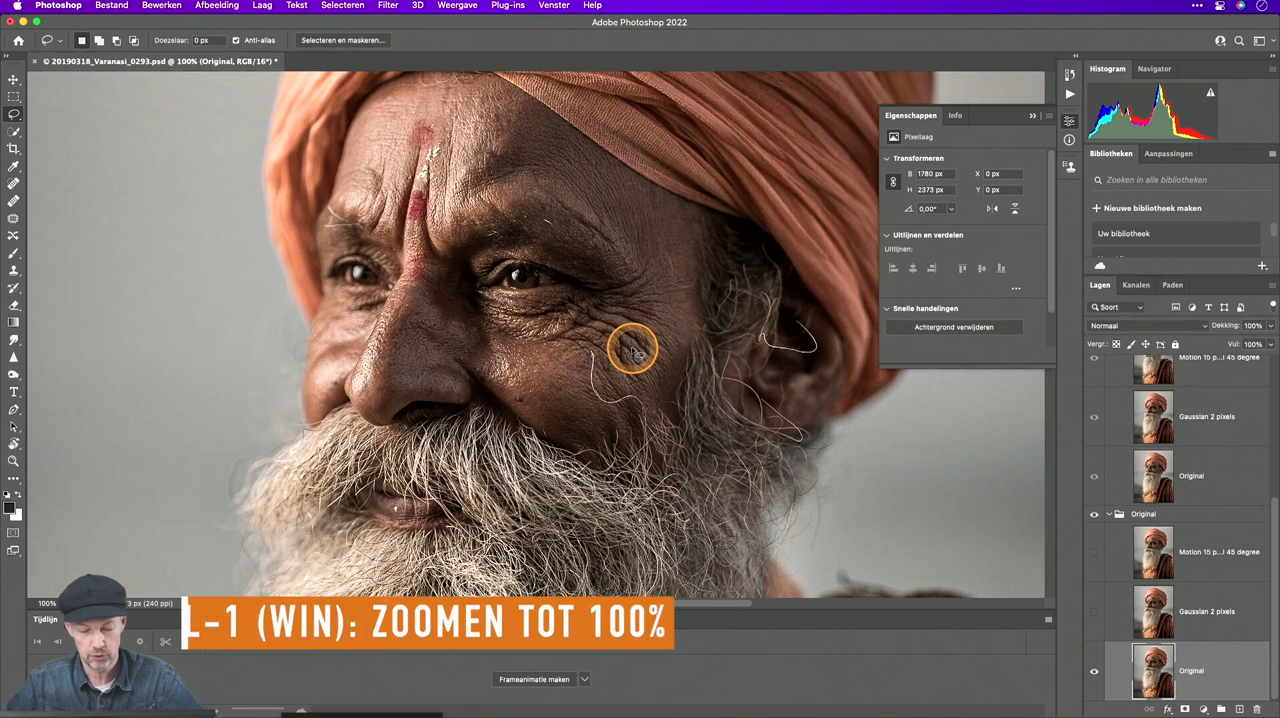 Photoshop Bestand Bewerken Afbeelding Laag Tekst Selecteren Filter 3D Weergave Plug-ins Venster Help
Adobe Photoshop 2022
Doezelaar: 0 px Anti-alias Selecteren en maskeren...
© 20190318_Varanasi_0293.psd @ 100% (Original, RGB/16*) *
Histogram Navigator
Eigenschappen Info
Pixellaag
Transformeren
B 1780 px X 0 px
H 2373 px Y 0 px
0,00°
Uitlijnen en verdelen
Uitlijnen:
Snelle handelingen
Achtergrond verwijderen
Bibliotheken Aanpassingen
Zoeken in alle bibliotheken
Nieuwe bibliotheek maken
Uw bibliotheek
Lagen Kanalen Paden
Soort
Normaal Dekking: 100%
Vergr.: Vul: 100%
Motion 15 p...l 45 degree
Gaussian 2 pixels
Original
Original
Motion 15 p...l 45 degree
Gaussian 2 pixels
Original
100% 3 px (240 ppi)
L-1 (WIN): ZOOMEN TOT 100%
Tijdlijn
Frameanimatie maken